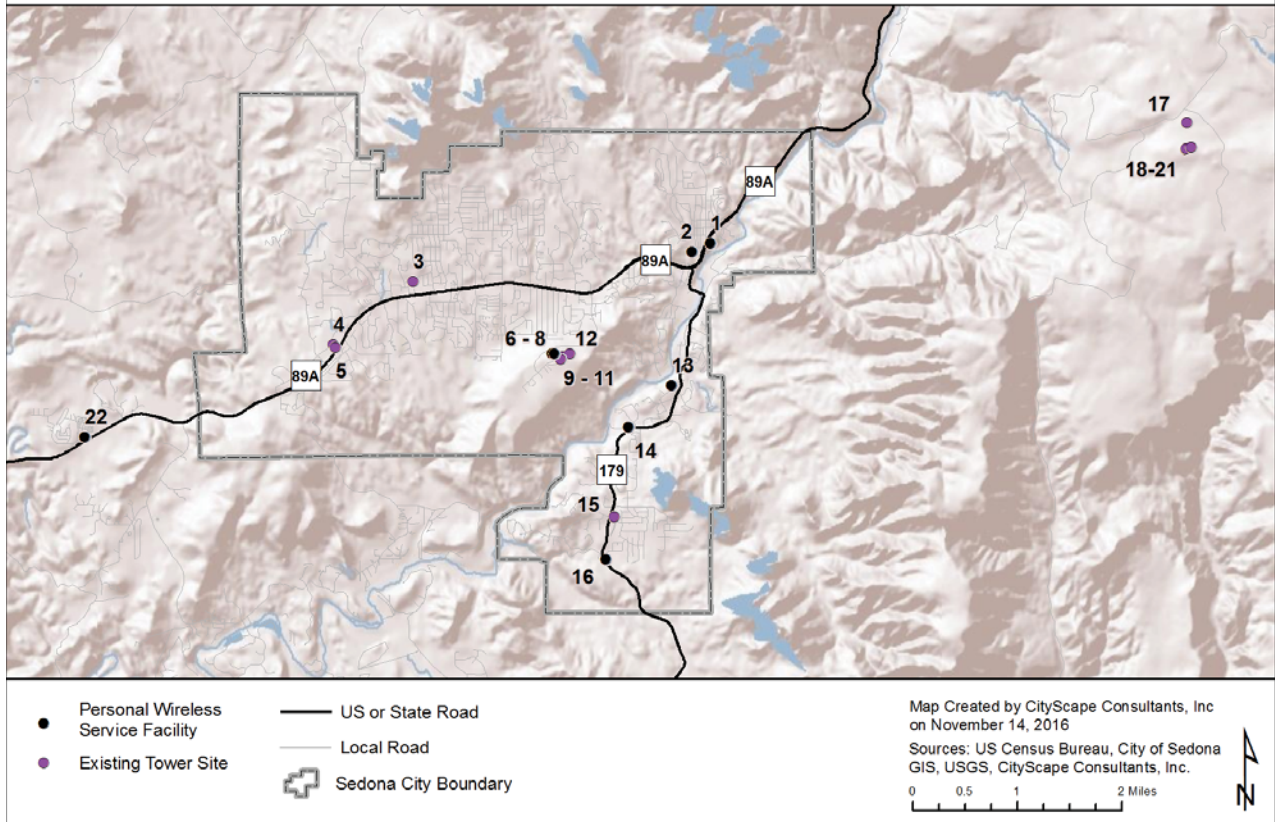 17
18-21
89A
1
2
89A
3
4
5
6 - 8
12
9 - 11
13
89A
22
14
179
15
16
Personal Wireless
Service Facility
Existing Tower Site
US or State Road
Local Road
Sedona City Boundary
Map Created by CityScape Consultants, Inc
on November 14, 2016
Sources: US Census Bureau, City of Sedona
GIS, USGS, CityScape Consultants, Inc.
0 0.5 1 2 Miles
N